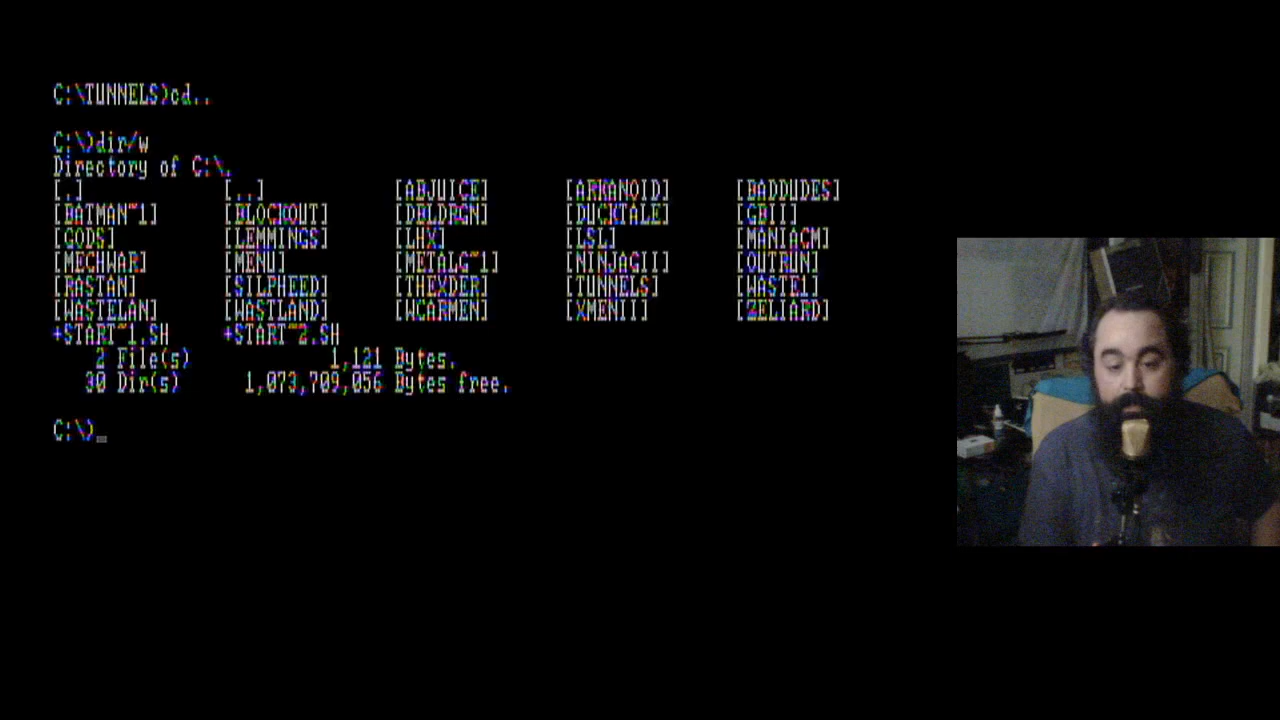 C:\TUNNELS>cd..
C:\>dir/w
Directory of C:\.
[.] [..] [ABJUICE] [ARKANOID] [BADDUDES]
[BATMAN~1] [BLOCKOUT] [DBLDRGN] [DUCKTALE] [GBII]
[GODS] [LEMMINGS] [LHX] [LSL] [MANIACM]
[MECHWAR] [MENU] [METALG~1] [NINJAGII] [OUTRUN]
[RASTAN] [SILPHEED] [THEXDER] [TUNNELS] [WASTE1]
[WASTELAN] [WASTLAND] [WCARMEN] [XMENII] [ZELIARD]
+START~1.SH +START~2.SH
2 File(s) 1,121 Bytes.
30 Dir(s) 1,073,709,056 Bytes free.
C:\>_